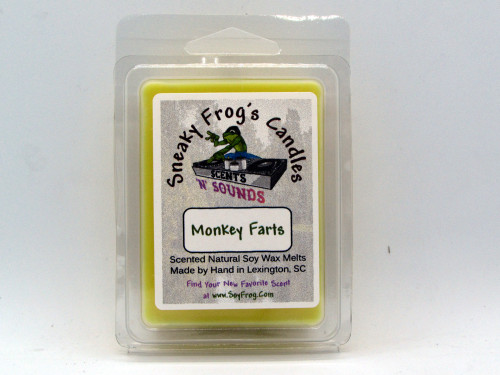 Sneaky Frog's Candles
SCENTS
'N' SOUNDS
Monkey Farts
Scented Natural Soy Wax Melts
Made by Hand in Lexington, SC
Find Your New Favorite Scent
at www.SoyFrog.Com